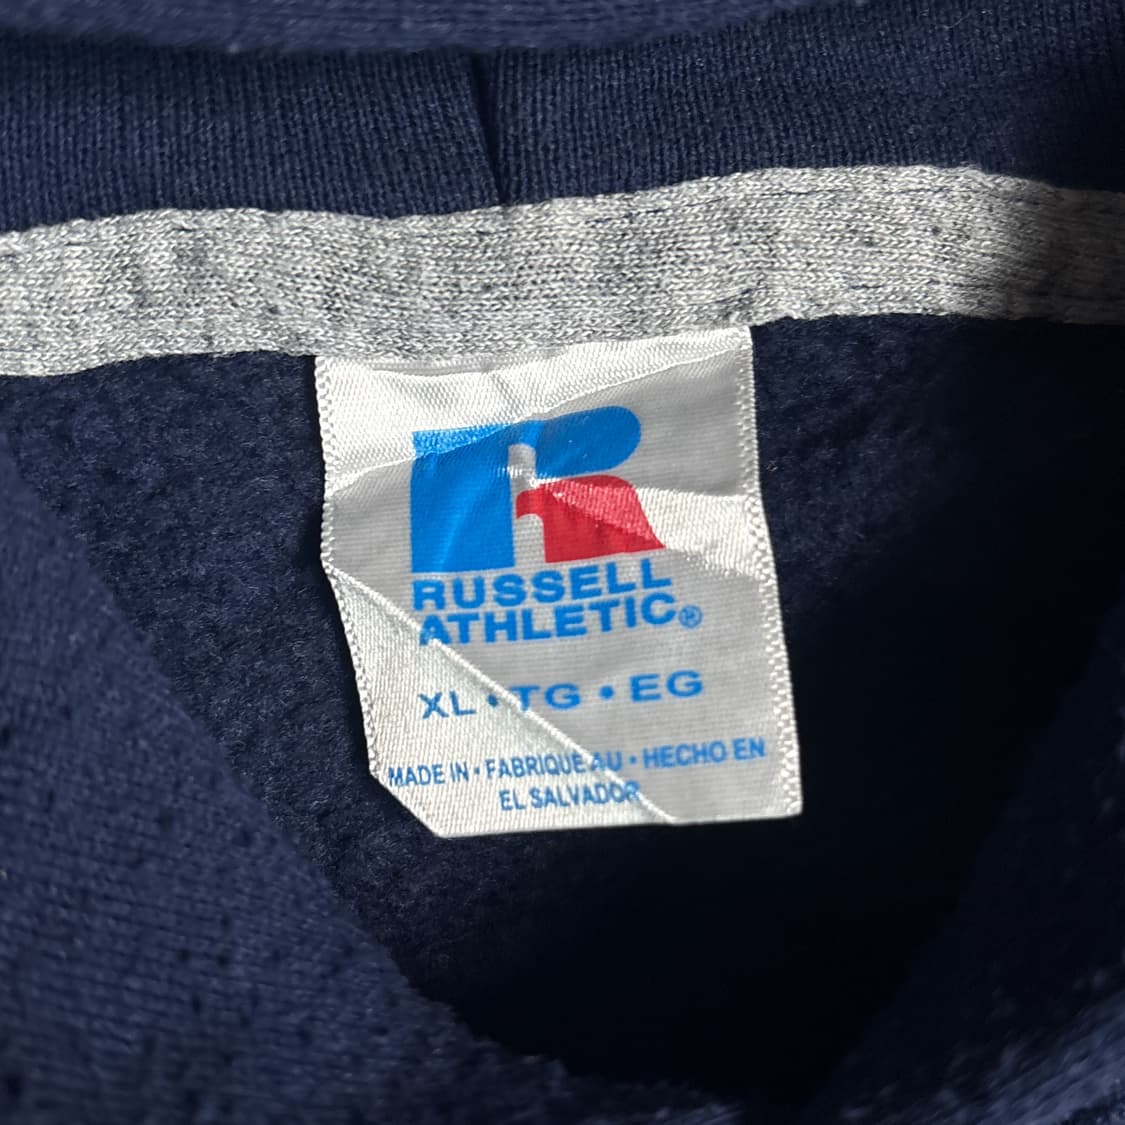 RUSSELL
ATHLETIC®
XL • TG • EG
MADE IN • FABRIQUE AU • HECHO EN
EL SALVADOR